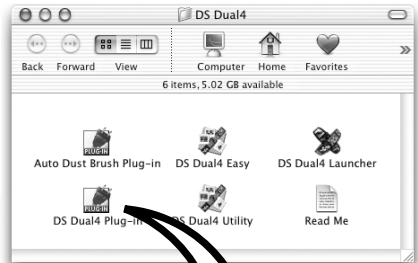 DS Dual4
Back Forward View Computer Home Favorites
6 items, 5.02 GB available
PLUG-IN
Auto Dust Brush Plug-in DS Dual4 Easy DS Dual4 Launcher
PLUG-IN
DS Dual4 Plug-in DS Dual4 Utility Read Me